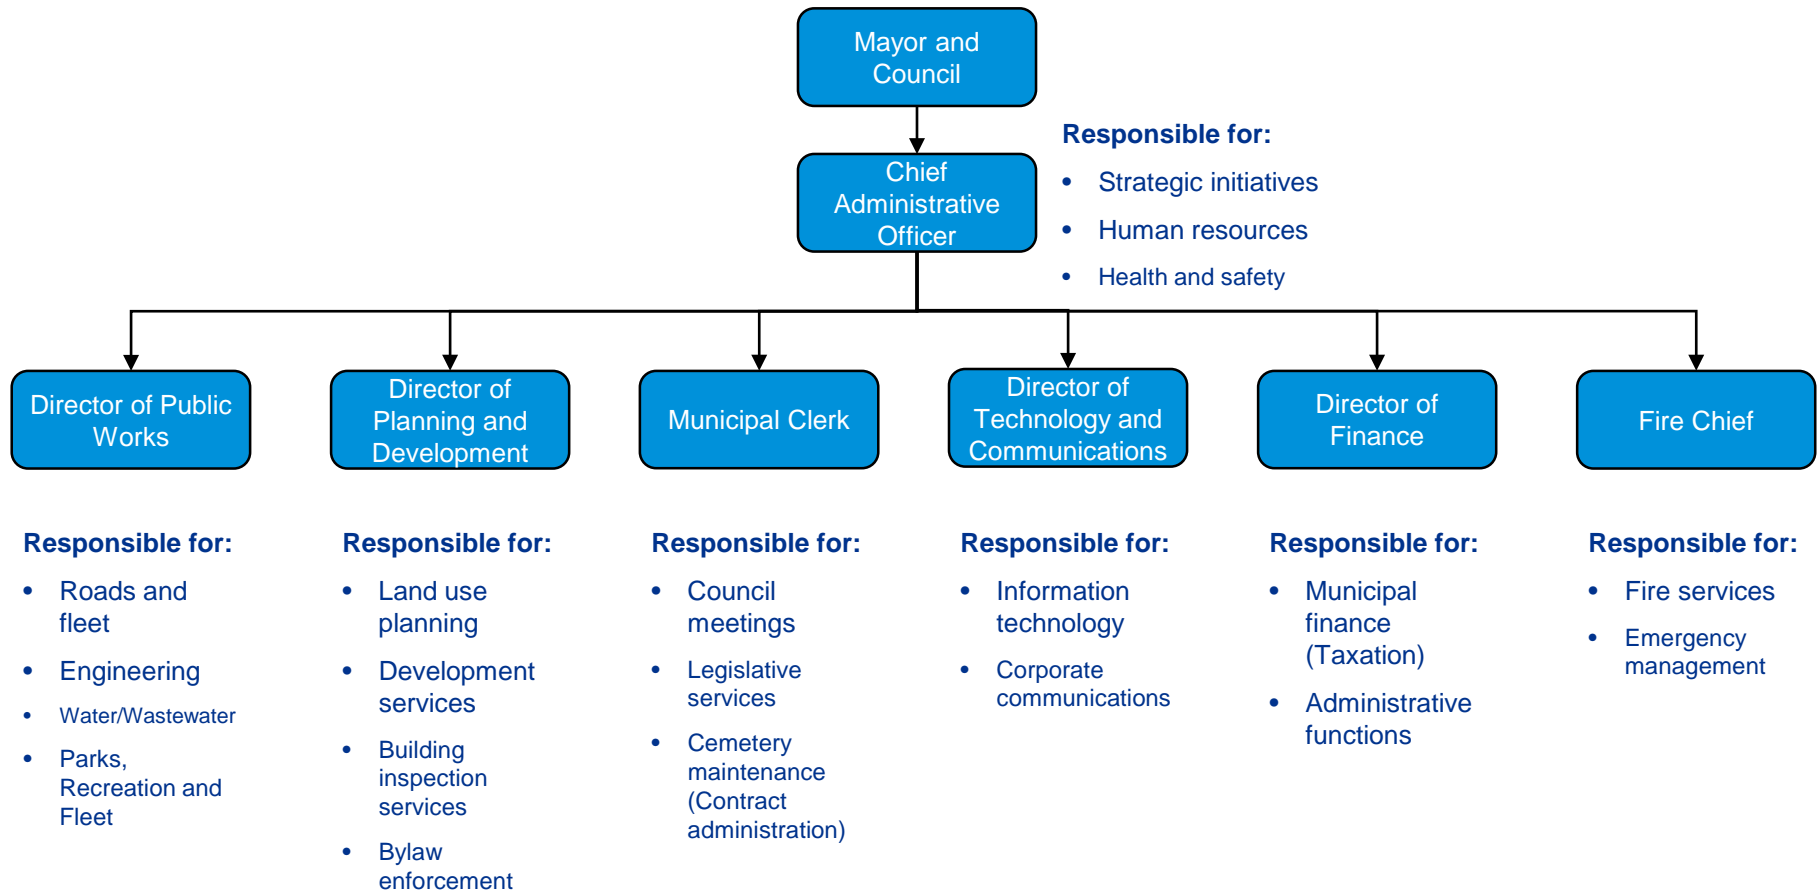 Mayor and
Council
Responsible for:
• Strategic initiatives
• Human resources
• Health and safety
Chief
Administrative
Officer
Director of Public
Works
Director of
Planning and
Development
Municipal Clerk
Director of
Technology and
Communications
Director of
Finance
Fire Chief
Responsible for:
• Roads and
fleet
• Engineering
• Water/Wastewater
• Parks,
Recreation and
Fleet
Responsible for:
• Land use
planning
• Development
services
• Building
inspection
services
• Bylaw
enforcement
Responsible for:
• Council
meetings
• Legislative
services
• Cemetery
maintenance
(Contract
administration)
Responsible for:
• Information
technology
• Corporate
communications
Responsible for:
• Municipal
finance
(Taxation)
• Administrative
functions
Responsible for:
• Fire services
• Emergency
management